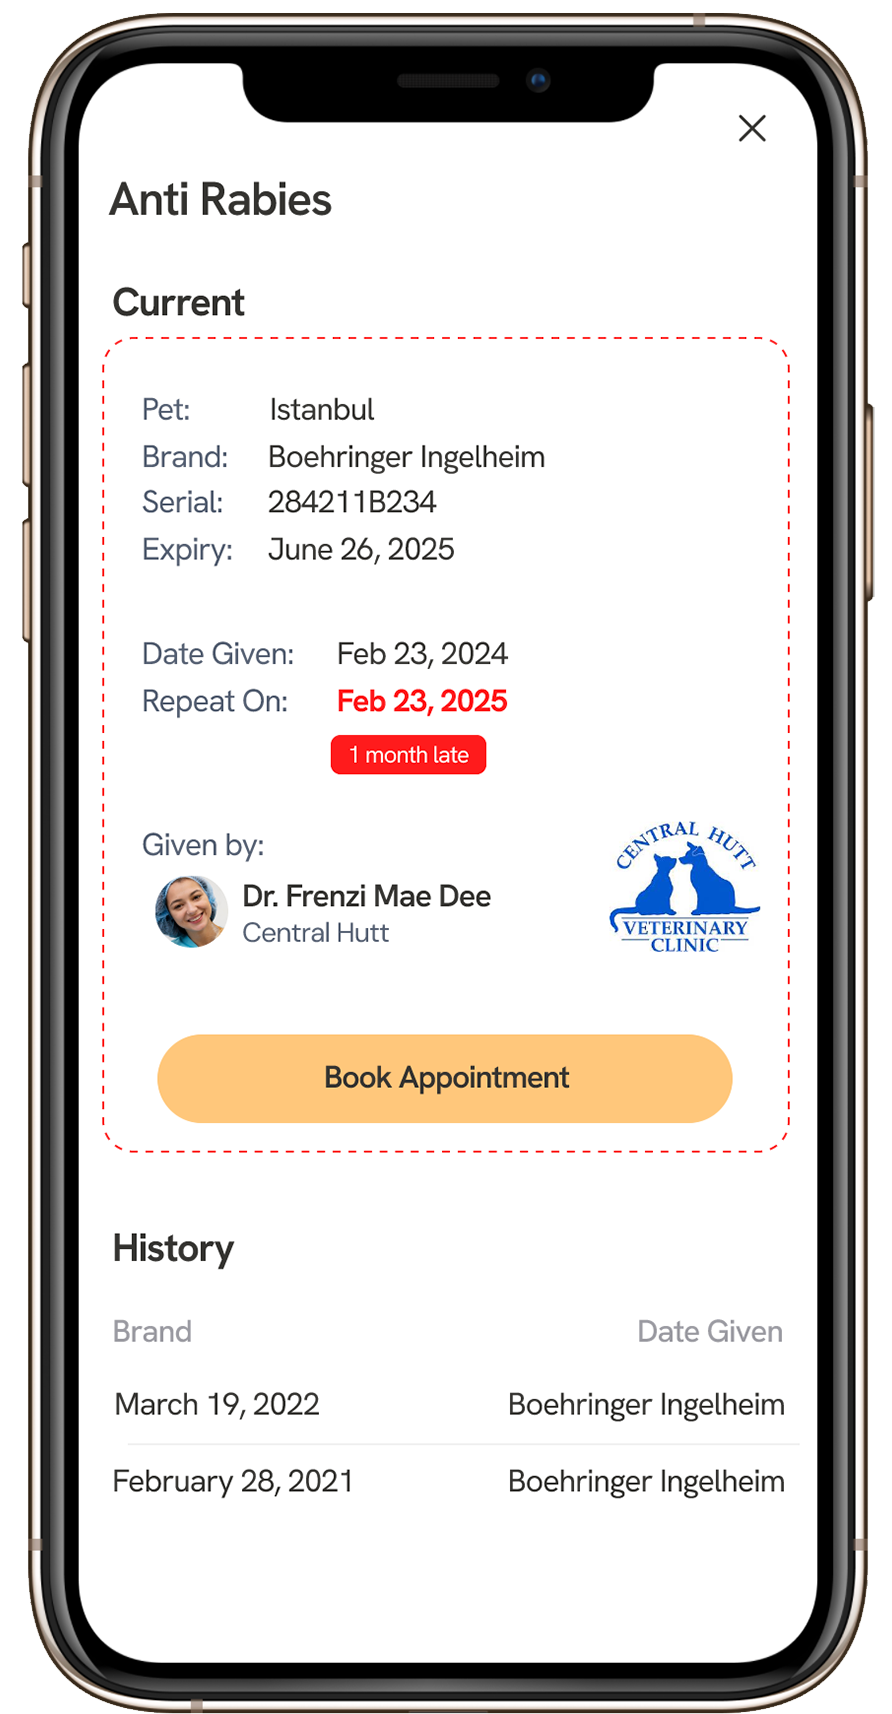 Anti Rabies
Current
Pet: Istanbul
Brand: Boehringer Ingelheim
Serial: 284211B234
Expiry: June 26, 2025
Date Given: Feb 23, 2024
Repeat On: Feb 23, 2025
1 month late
Given by:
Dr. Frenzi Mae Dee
Central Hutt
CENTRAL HUTT
VETERINARY
CLINIC
Book Appointment
History
Brand Date Given
March 19, 2022 Boehringer Ingelheim
February 28, 2021 Boehringer Ingelheim